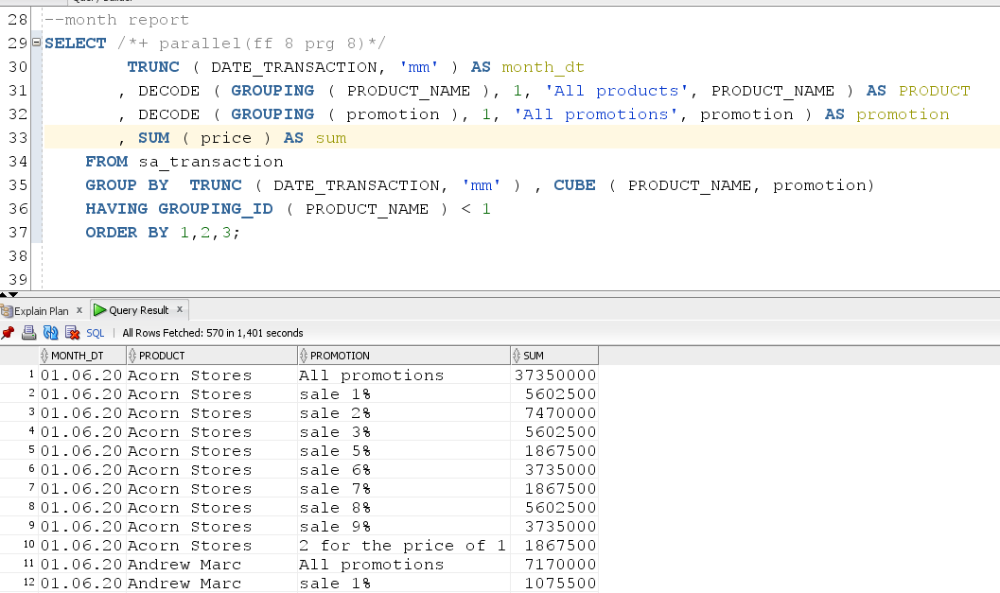 28 --month report
29 SELECT /*+ parallel(ff 8 prg 8)*/
30 TRUNC ( DATE_TRANSACTION, 'mm' ) AS month_dt
31 , DECODE ( GROUPING ( PRODUCT_NAME ), 1, 'All products', PRODUCT_NAME ) AS PRODUCT
32 , DECODE ( GROUPING ( promotion ), 1, 'All promotions', promotion ) AS promotion
33 , SUM ( price ) AS sum
34 FROM sa_transaction
35 GROUP BY  TRUNC ( DATE_TRANSACTION, 'mm' ) , CUBE ( PRODUCT_NAME, promotion)
36 HAVING GROUPING_ID ( PRODUCT_NAME ) < 1
37 ORDER BY 1,2,3;
38
39
Explain Plan x Query Result x
SQL | All Rows Fetched: 570 in 1,401 seconds
MONTH_DT PRODUCT PROMOTION SUM
1 01.06.20 Acorn Stores All promotions 37350000
2 01.06.20 Acorn Stores sale 1% 5602500
3 01.06.20 Acorn Stores sale 2% 7470000
4 01.06.20 Acorn Stores sale 3% 5602500
5 01.06.20 Acorn Stores sale 5% 1867500
6 01.06.20 Acorn Stores sale 6% 3735000
7 01.06.20 Acorn Stores sale 7% 1867500
8 01.06.20 Acorn Stores sale 8% 5602500
9 01.06.20 Acorn Stores sale 9% 3735000
10 01.06.20 Acorn Stores 2 for the price of 1 1867500
11 01.06.20 Andrew Marc All promotions 7170000
12 01.06.20 Andrew Marc sale 1% 1075500